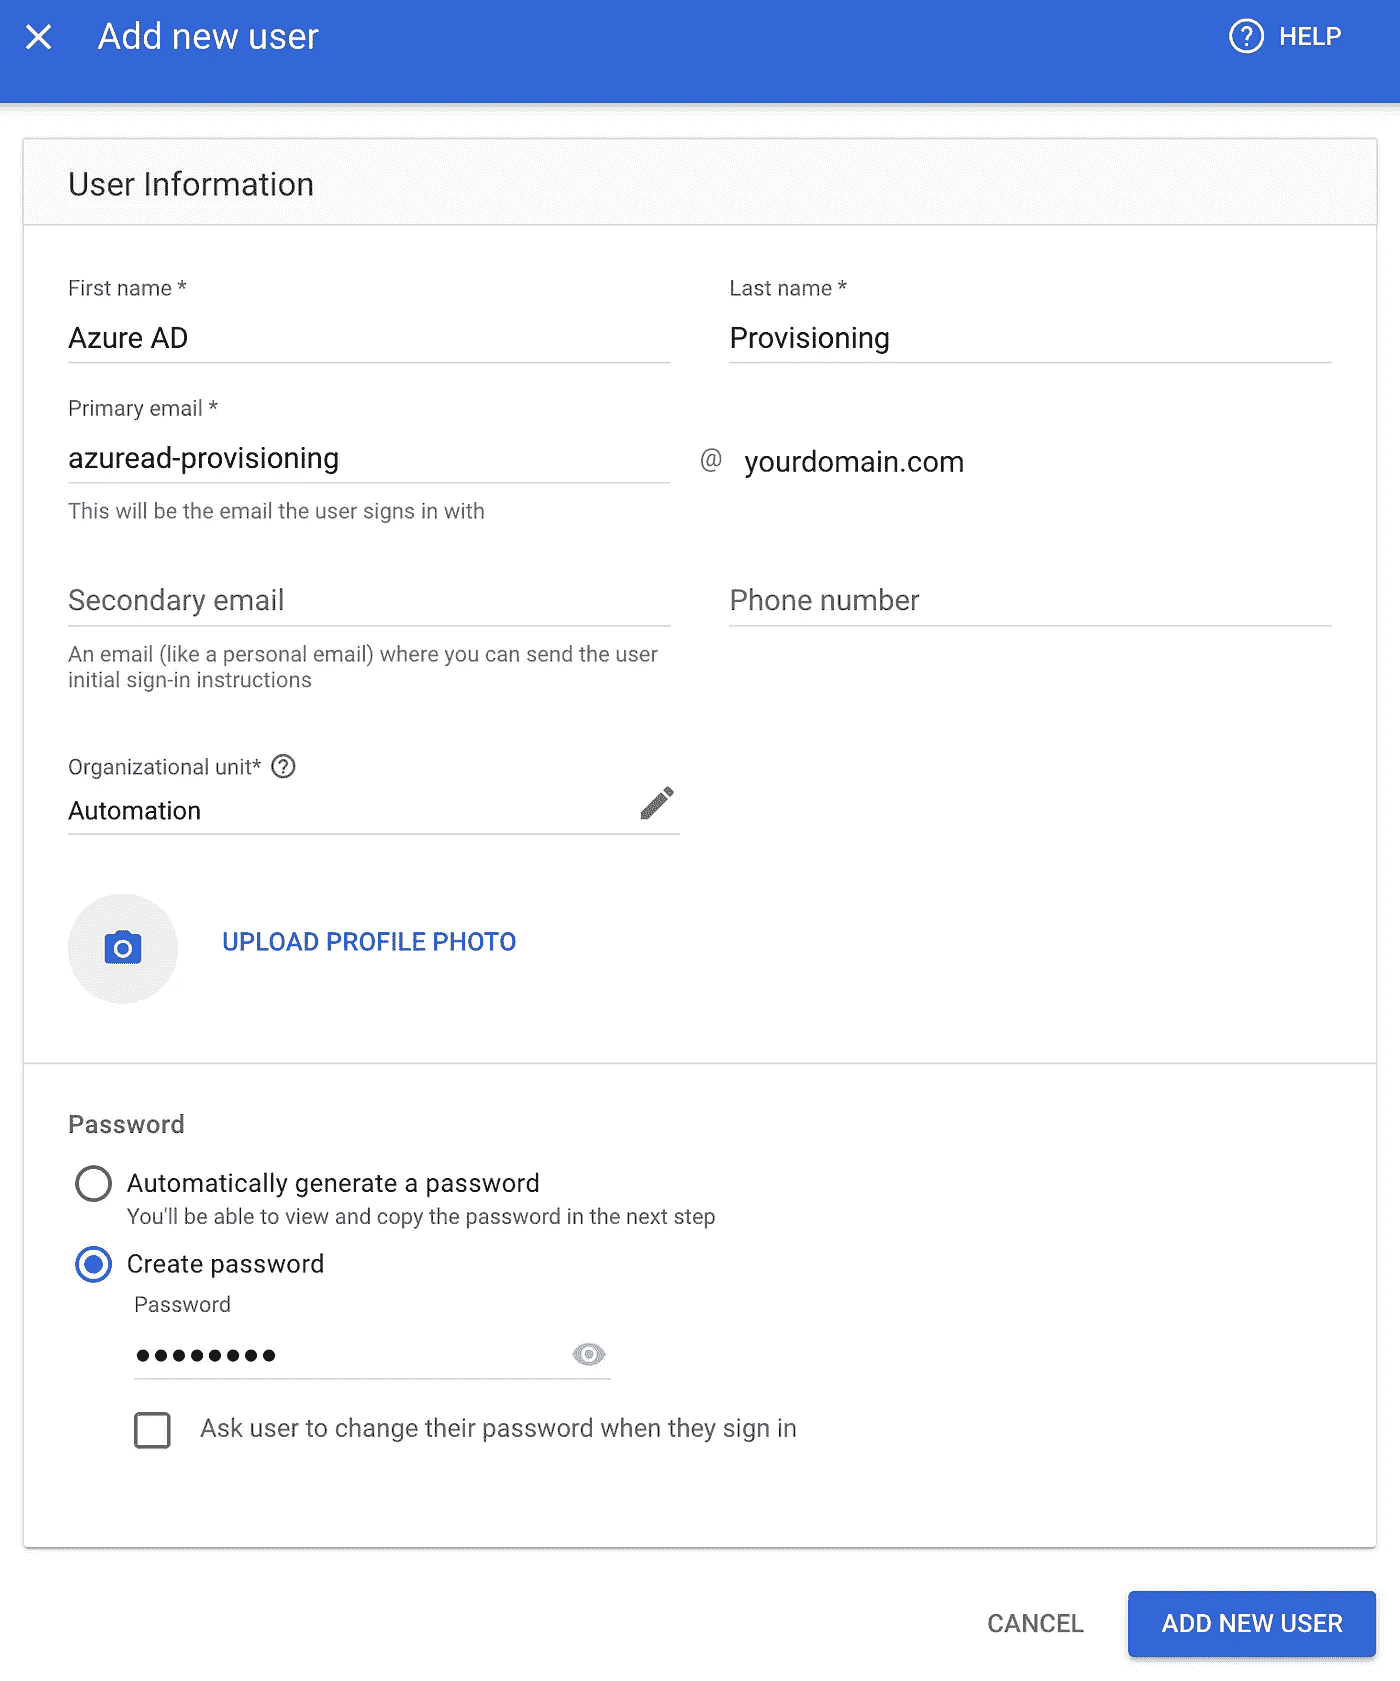 Add new user
HELP
User Information
First name *
Last name *
Azure AD
Provisioning
Primary email *
azuread-provisioning
@ yourdomain.com
This will be the email the user signs in with
Secondary email
Phone number
An email (like a personal email) where you can send the user
initial sign-in instructions
Organizational unit*
Automation
UPLOAD PROFILE PHOTO
Password
Automatically generate a password
You'll be able to view and copy the password in the next step
Create password
Password
••••••••
Ask user to change their password when they sign in
CANCEL
ADD NEW USER